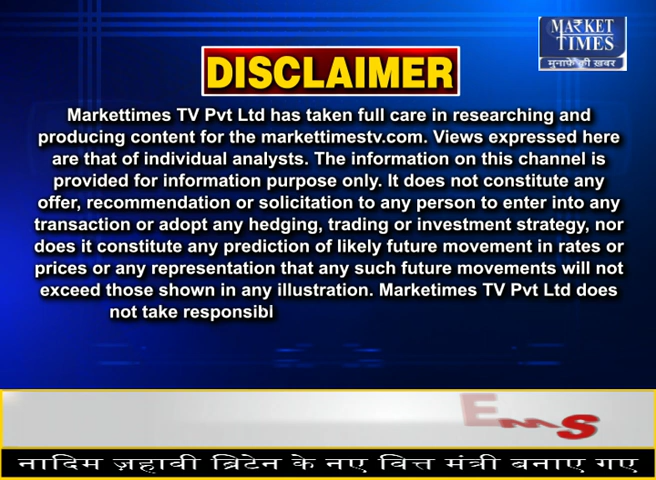 MARKET
TIMES
मुनाफे की ख़बर
DISCLAIMER
Markettimes TV Pvt Ltd has taken full care in researching and
producing content for the markettimestv.com. Views expressed here
are that of individual analysts. The information on this channel is
provided for information purpose only. It does not constitute any
offer, recommendation or solicitation to any person to enter into any
transaction or adopt any hedging, trading or investment strategy, nor
does it constitute any prediction of likely future movement in rates or
prices or any representation that any such future movements will not
exceed those shown in any illustration. Marketimes TV Pvt Ltd does
not take responsibl
EMS
नादिम ज़हावी ब्रिटेन के नए वित्त मंत्री बनाए गए